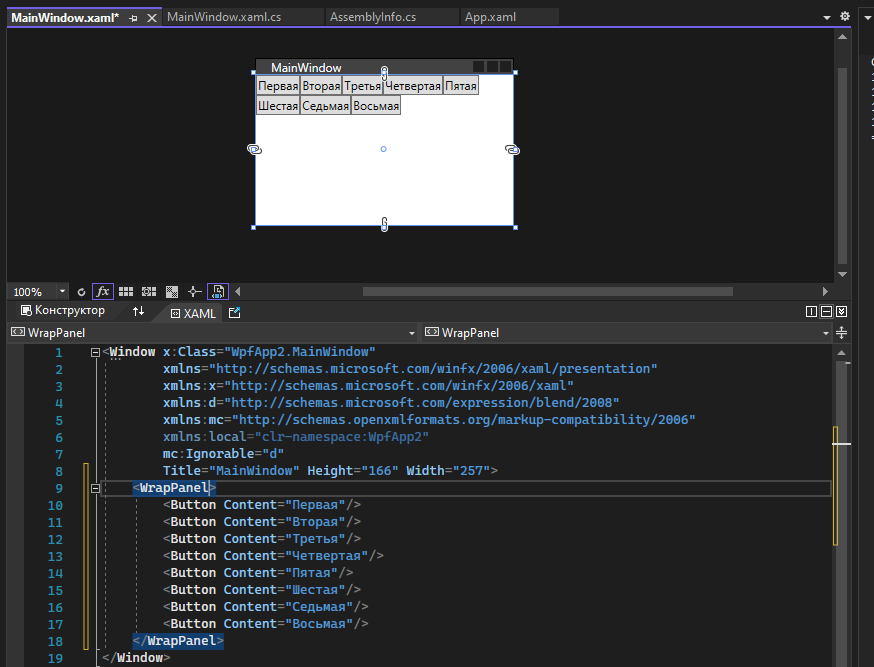 MainWindow.xaml* MainWindow.xaml.cs AssemblyInfo.cs App.xaml
MainWindow
Первая Вторая Третья Четвертая Пятая
Шестая Седьмая Восьмая
100% fx
Конструктор XAML
WrapPanel WrapPanel
1 <Window x:Class="WpfApp2.MainWindow"
2 xmlns="http://schemas.microsoft.com/winfx/2006/xaml/presentation"
3 xmlns:x="http://schemas.microsoft.com/winfx/2006/xaml"
4 xmlns:d="http://schemas.microsoft.com/expression/blend/2008"
5 xmlns:mc="http://schemas.openxmlformats.org/markup-compatibility/2006"
6 xmlns:local="clr-namespace:WpfApp2"
7 mc:Ignorable="d"
8 Title="MainWindow" Height="166" Width="257">
9 <WrapPanel>
10 <Button Content="Первая"/>
11 <Button Content="Вторая"/>
12 <Button Content="Третья"/>
13 <Button Content="Четвертая"/>
14 <Button Content="Пятая"/>
15 <Button Content="Шестая"/>
16 <Button Content="Седьмая"/>
17 <Button Content="Восьмая"/>
18 </WrapPanel>
19 </Window>